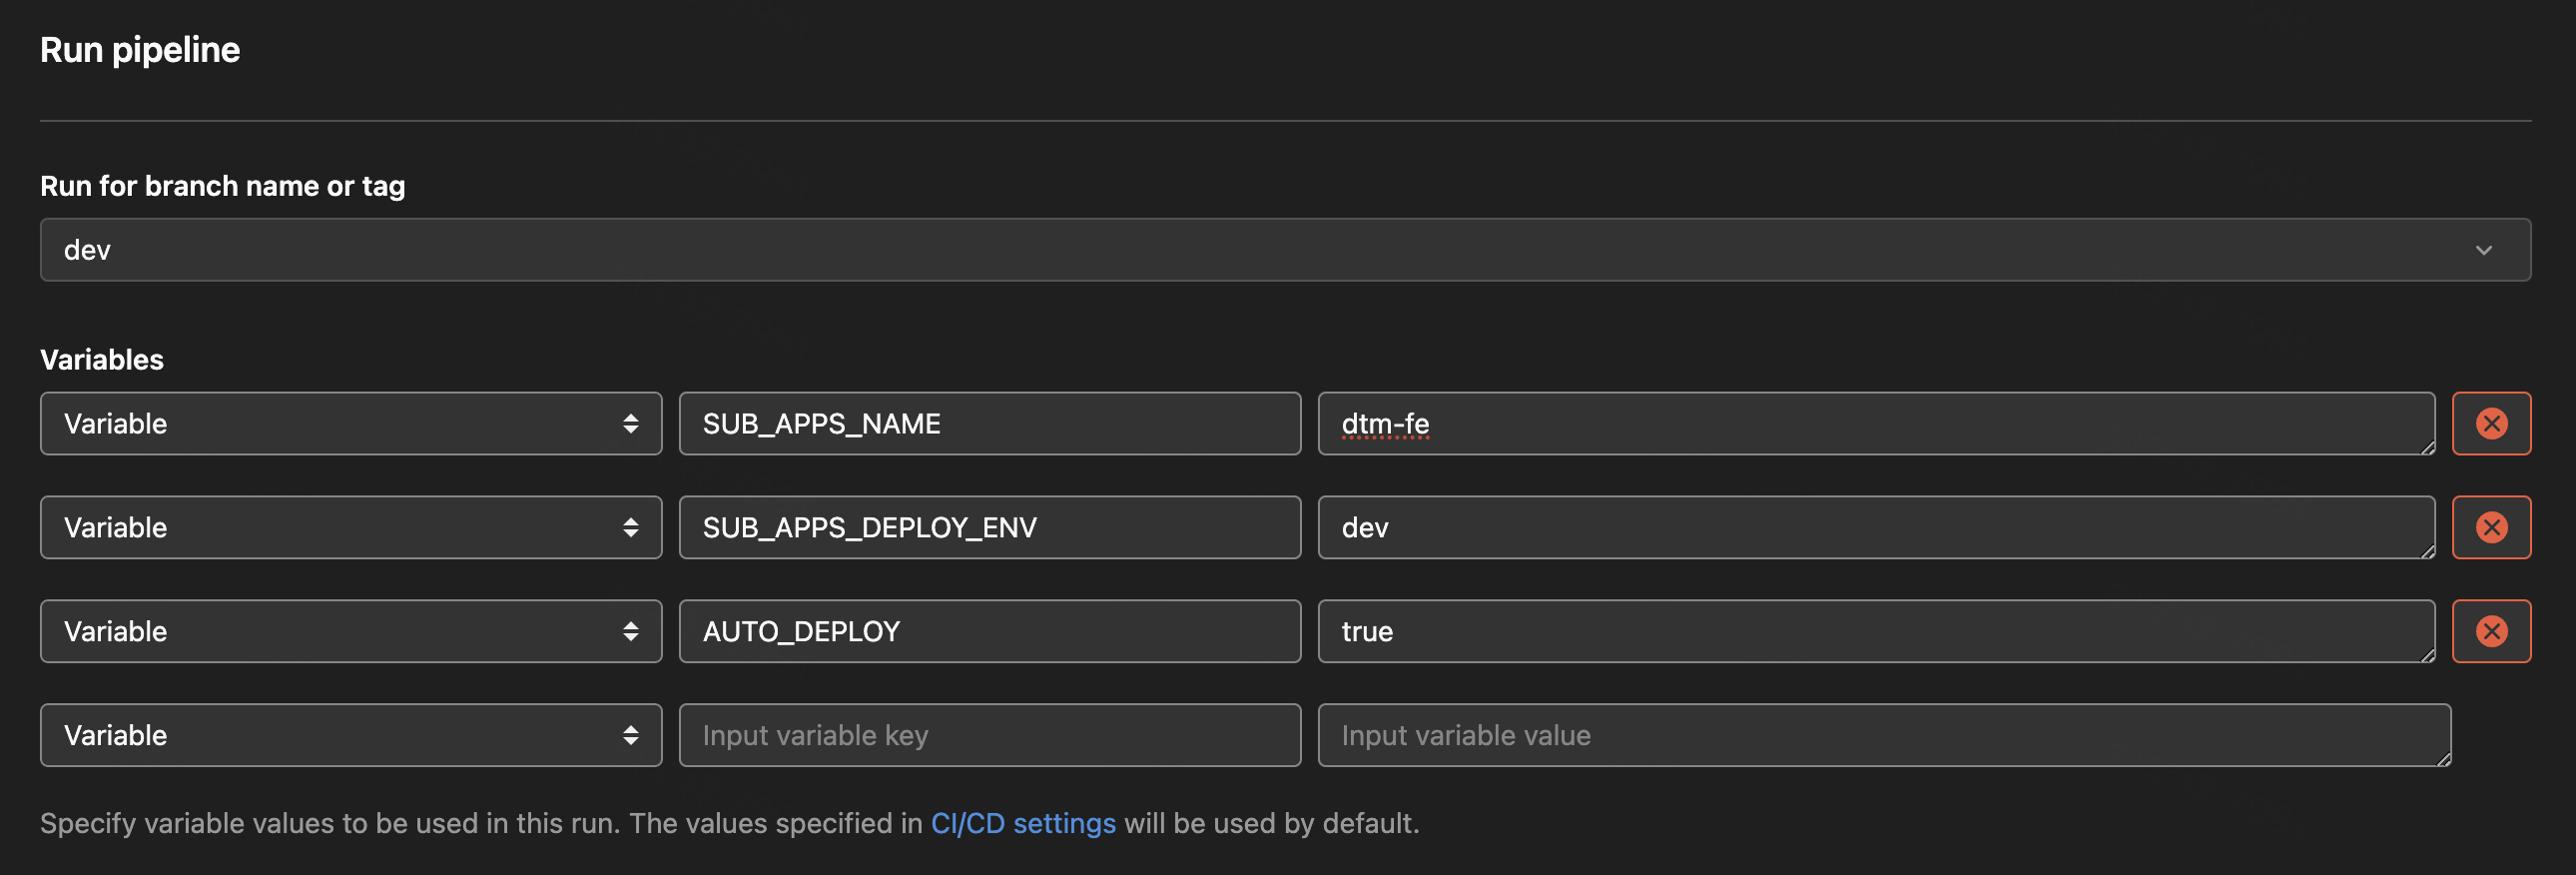 Run pipeline
Run for branch name or tag
dev
Variables
Variable SUB_APPS_NAME dtm-fe
Variable SUB_APPS_DEPLOY_ENV dev
Variable AUTO_DEPLOY true
Variable Input variable key Input variable value
Specify variable values to be used in this run. The values specified in CI/CD settings will be used by default.